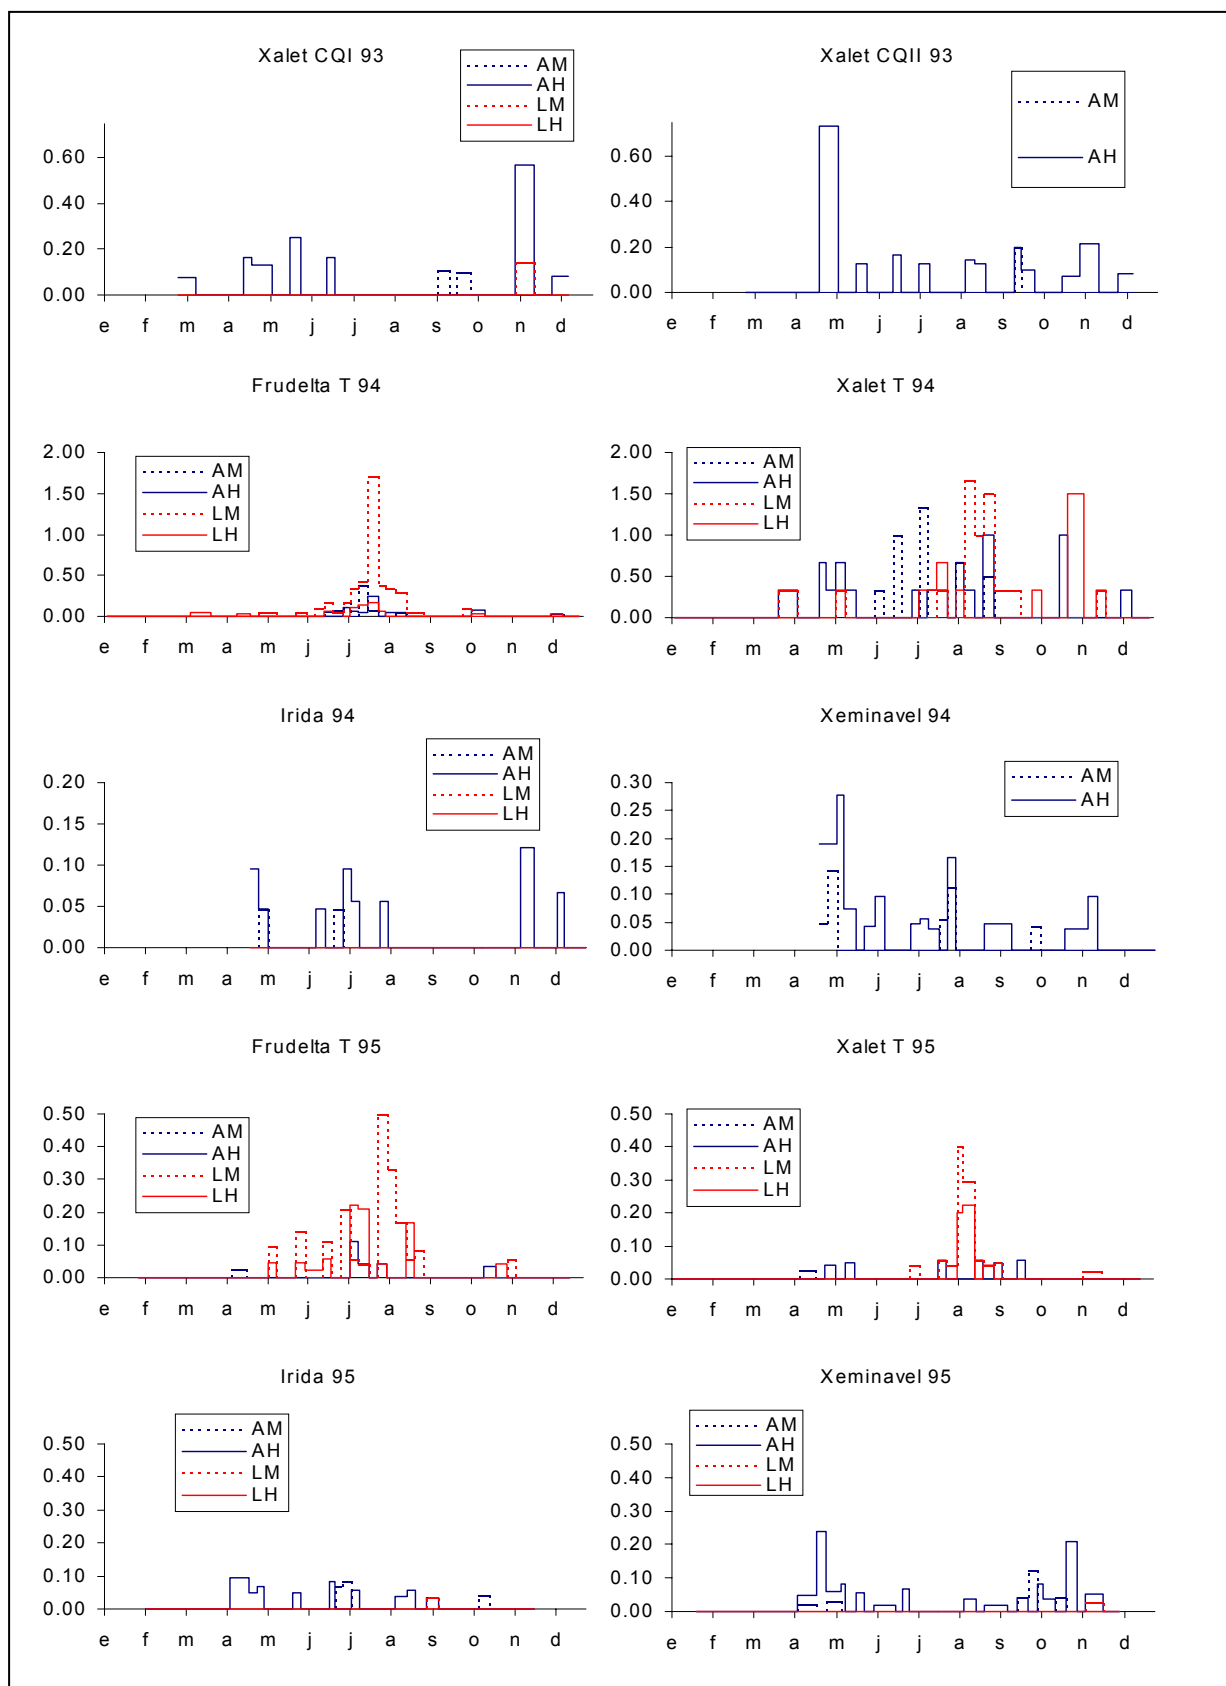 Xalet CQI 93
AM
AH
LM
LH
0.60
0.40
0.20
0.00
e f m a m j j a s o n d
Xalet CQII 93
AM
AH
0.60
0.40
0.20
0.00
e f m a m j j a s o n d
Frudelta T 94
AM
AH
LM
LH
2.00
1.50
1.00
0.50
0.00
e f m a m j j a s o n d
Xalet T 94
AM
AH
LM
LH
2.00
1.50
1.00
0.50
0.00
e f m a m j j a s o n d
Irida 94
AM
AH
LM
LH
0.20
0.15
0.10
0.05
0.00
e f m a m j j a s o n d
Xeminavel 94
AM
AH
0.30
0.25
0.20
0.15
0.10
0.05
0.00
e f m a m j j a s o n d
Frudelta T 95
AM
AH
LM
LH
0.50
0.40
0.30
0.20
0.10
0.00
e f m a m j j a s o n d
Xalet T 95
AM
AH
LM
LH
0.50
0.40
0.30
0.20
0.10
0.00
e f m a m j j a s o n d
Irida 95
AM
AH
LM
LH
0.50
0.40
0.30
0.20
0.10
0.00
e f m a m j j a s o n d
Xeminavel 95
AM
AH
LM
LH
0.50
0.40
0.30
0.20
0.10
0.00
e f m a m j j a s o n d